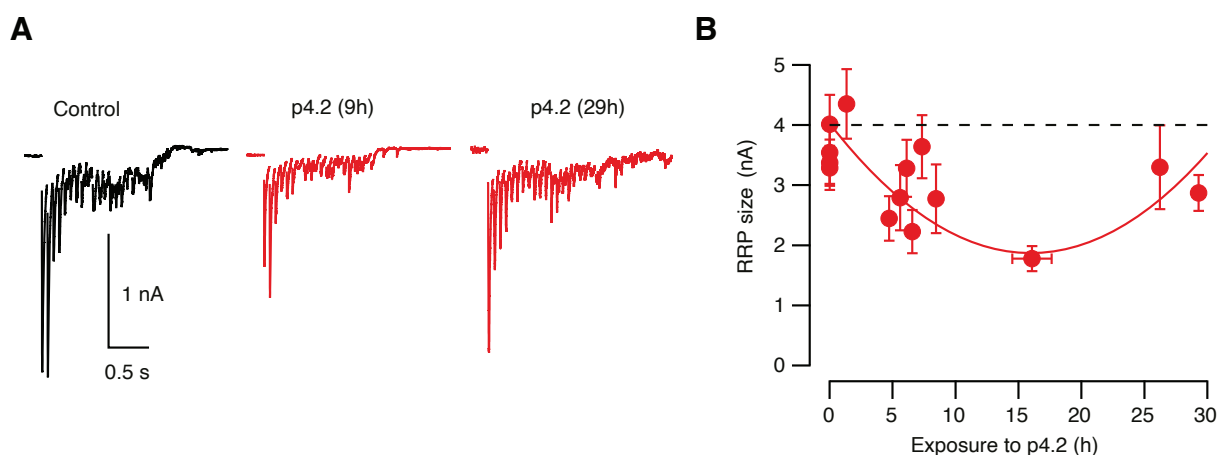 A
Control
p4.2 (9h)
p4.2 (29h)
1 nA
0.5 s
B
RRP size (nA)
5
4
3
2
1
0
0 5 10 15 20 25 30
Exposure to p4.2 (h)